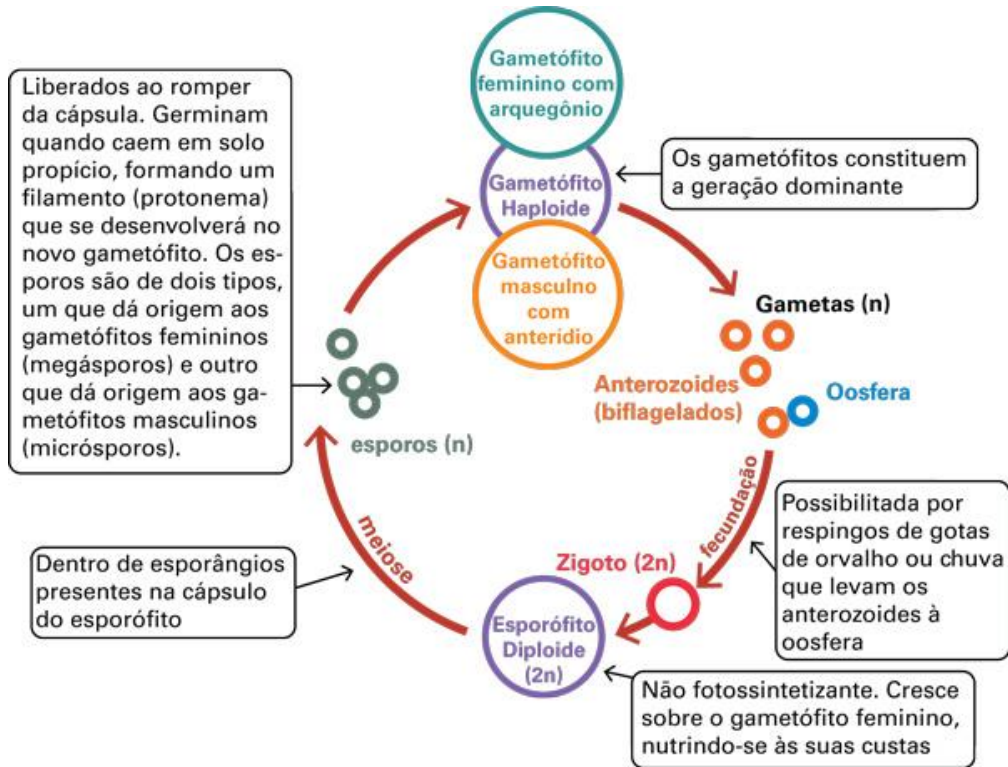 Gametófito
feminino com
arquegônio
Gametófito
Haploide
Gametófito
masculno
com
anterídio
Os gametófitos constituem
a geração dominante
Liberados ao romper
da cápsula. Germinam
quando caem em solo
propício, formando um
filamento (protonema)
que se desenvolverá no
novo gametófito. Os es-
poros são de dois tipos,
um que dá origem aos
gametófitos femininos
(megásporos) e outro
que dá origem aos ga-
metófitos masculinos
(micrósporos).
Gametas (n)
Anterozoides
(biflagelados)
Oosfera
esporos (n)
fecundação
Possibilitada por
respingos de gotas
de orvalho ou chuva
que levam os
anterozoides à
oosfera
meiose
Dentro de esporângios
presentes na cápsulo
do esporófito
Zigoto (2n)
Esporófito
Diploide
(2n)
Não fotossintetizante. Cresce
sobre o gametófito feminino,
nutrindo-se às suas custas